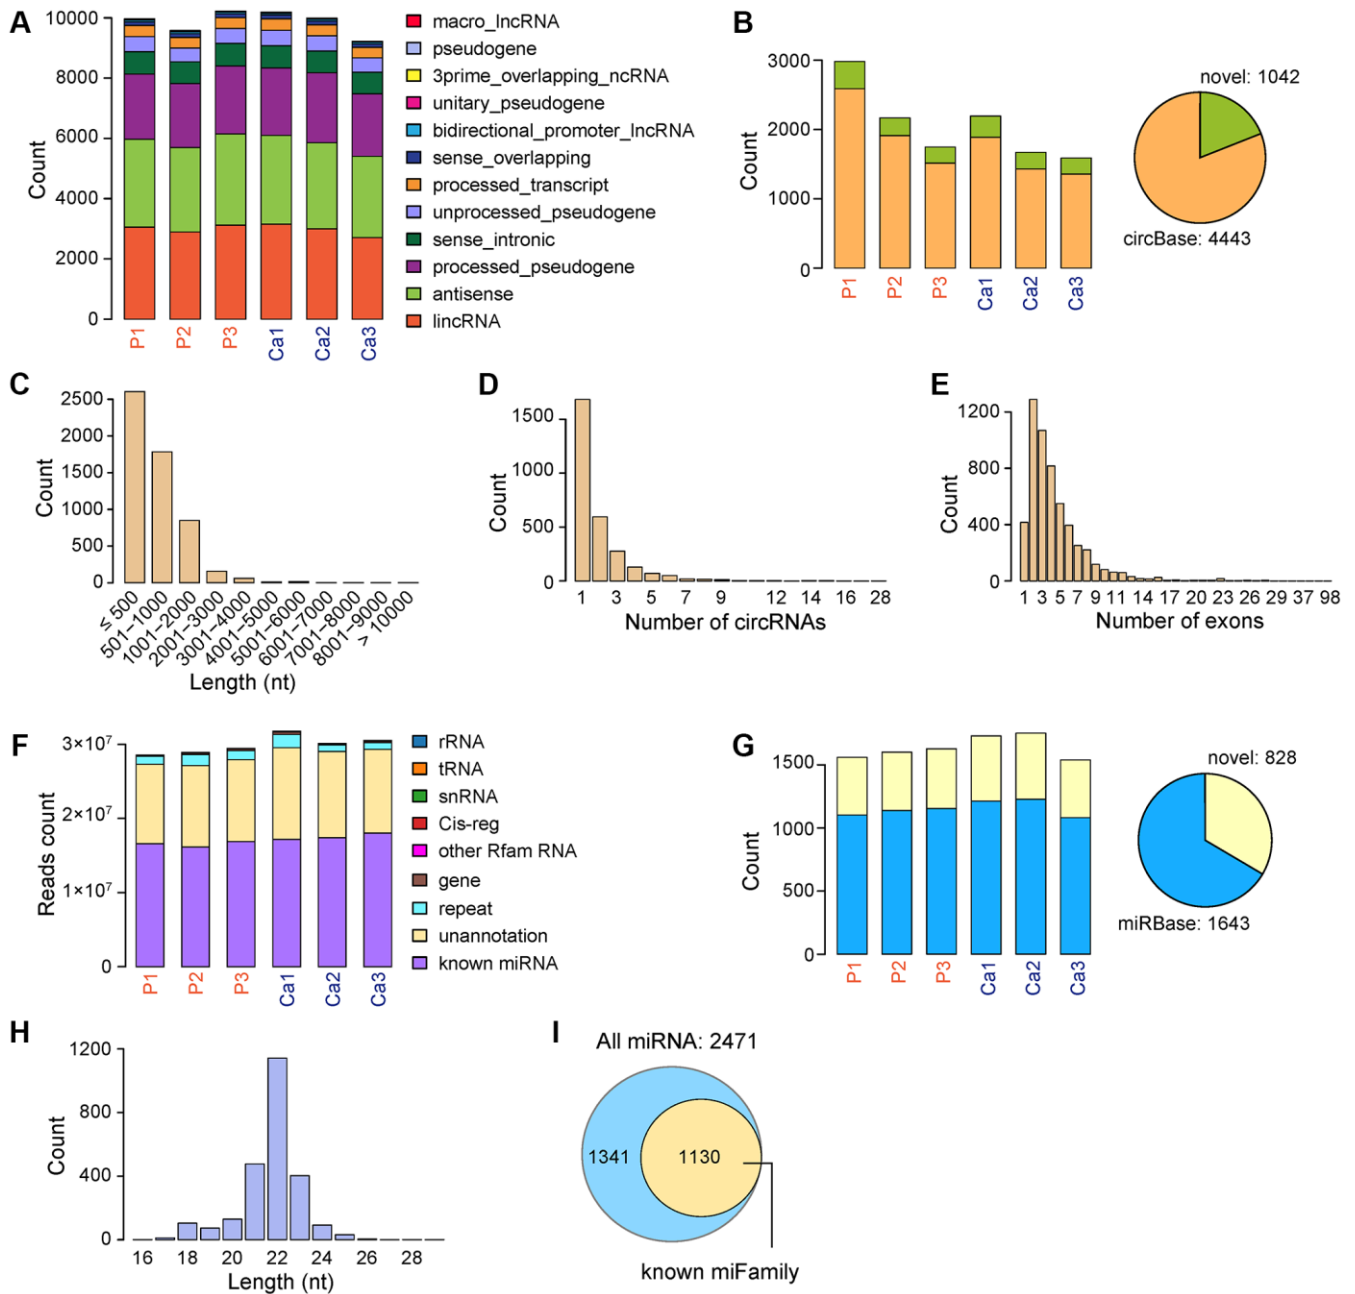 A
Count
10000
8000
6000
4000
2000
0
P1
P2
P3
Ca1
Ca2
Ca3
macro_lncRNA
pseudogene
3prime_overlapping_ncRNA
unitary_pseudogene
bidirectional_promoter_lncRNA
sense_overlapping
processed_transcript
unprocessed_pseudogene
sense_intronic
processed_pseudogene
antisense
lincRNA
B
Count
3000
2000
1000
0
P1
P2
P3
Ca1
Ca2
Ca3
novel: 1042
circBase: 4443
C
Count
2500
2000
1500
1000
500
0
≤ 500
5001–1000
1001–2000
2001–3000
3001–4000
4001–5000
5001–6000
6001–7000
7001–8000
8001–9000
> 10000
Length (nt)
D
Count
1500
1000
500
0
1 3 5 7 9 12 14 16 28
Number of circRNAs
E
Count
1200
800
400
0
1 3 5 7 9 11 14 17 20 23 26 29 37 98
Number of exons
F
Reads count
3×10⁷
2×10⁷
1×10⁷
0
P1
P2
P3
Ca1
Ca2
Ca3
rRNA
tRNA
snRNA
Cis-reg
other Rfam RNA
gene
repeat
unannotation
known miRNA
G
Count
1500
1000
500
0
P1
P2
P3
Ca1
Ca2
Ca3
novel: 828
miRBase: 1643
H
Count
1200
800
400
0
16 18 20 22 24 26 28
Length (nt)
I
All miRNA: 2471
1341
1130
known miFamily